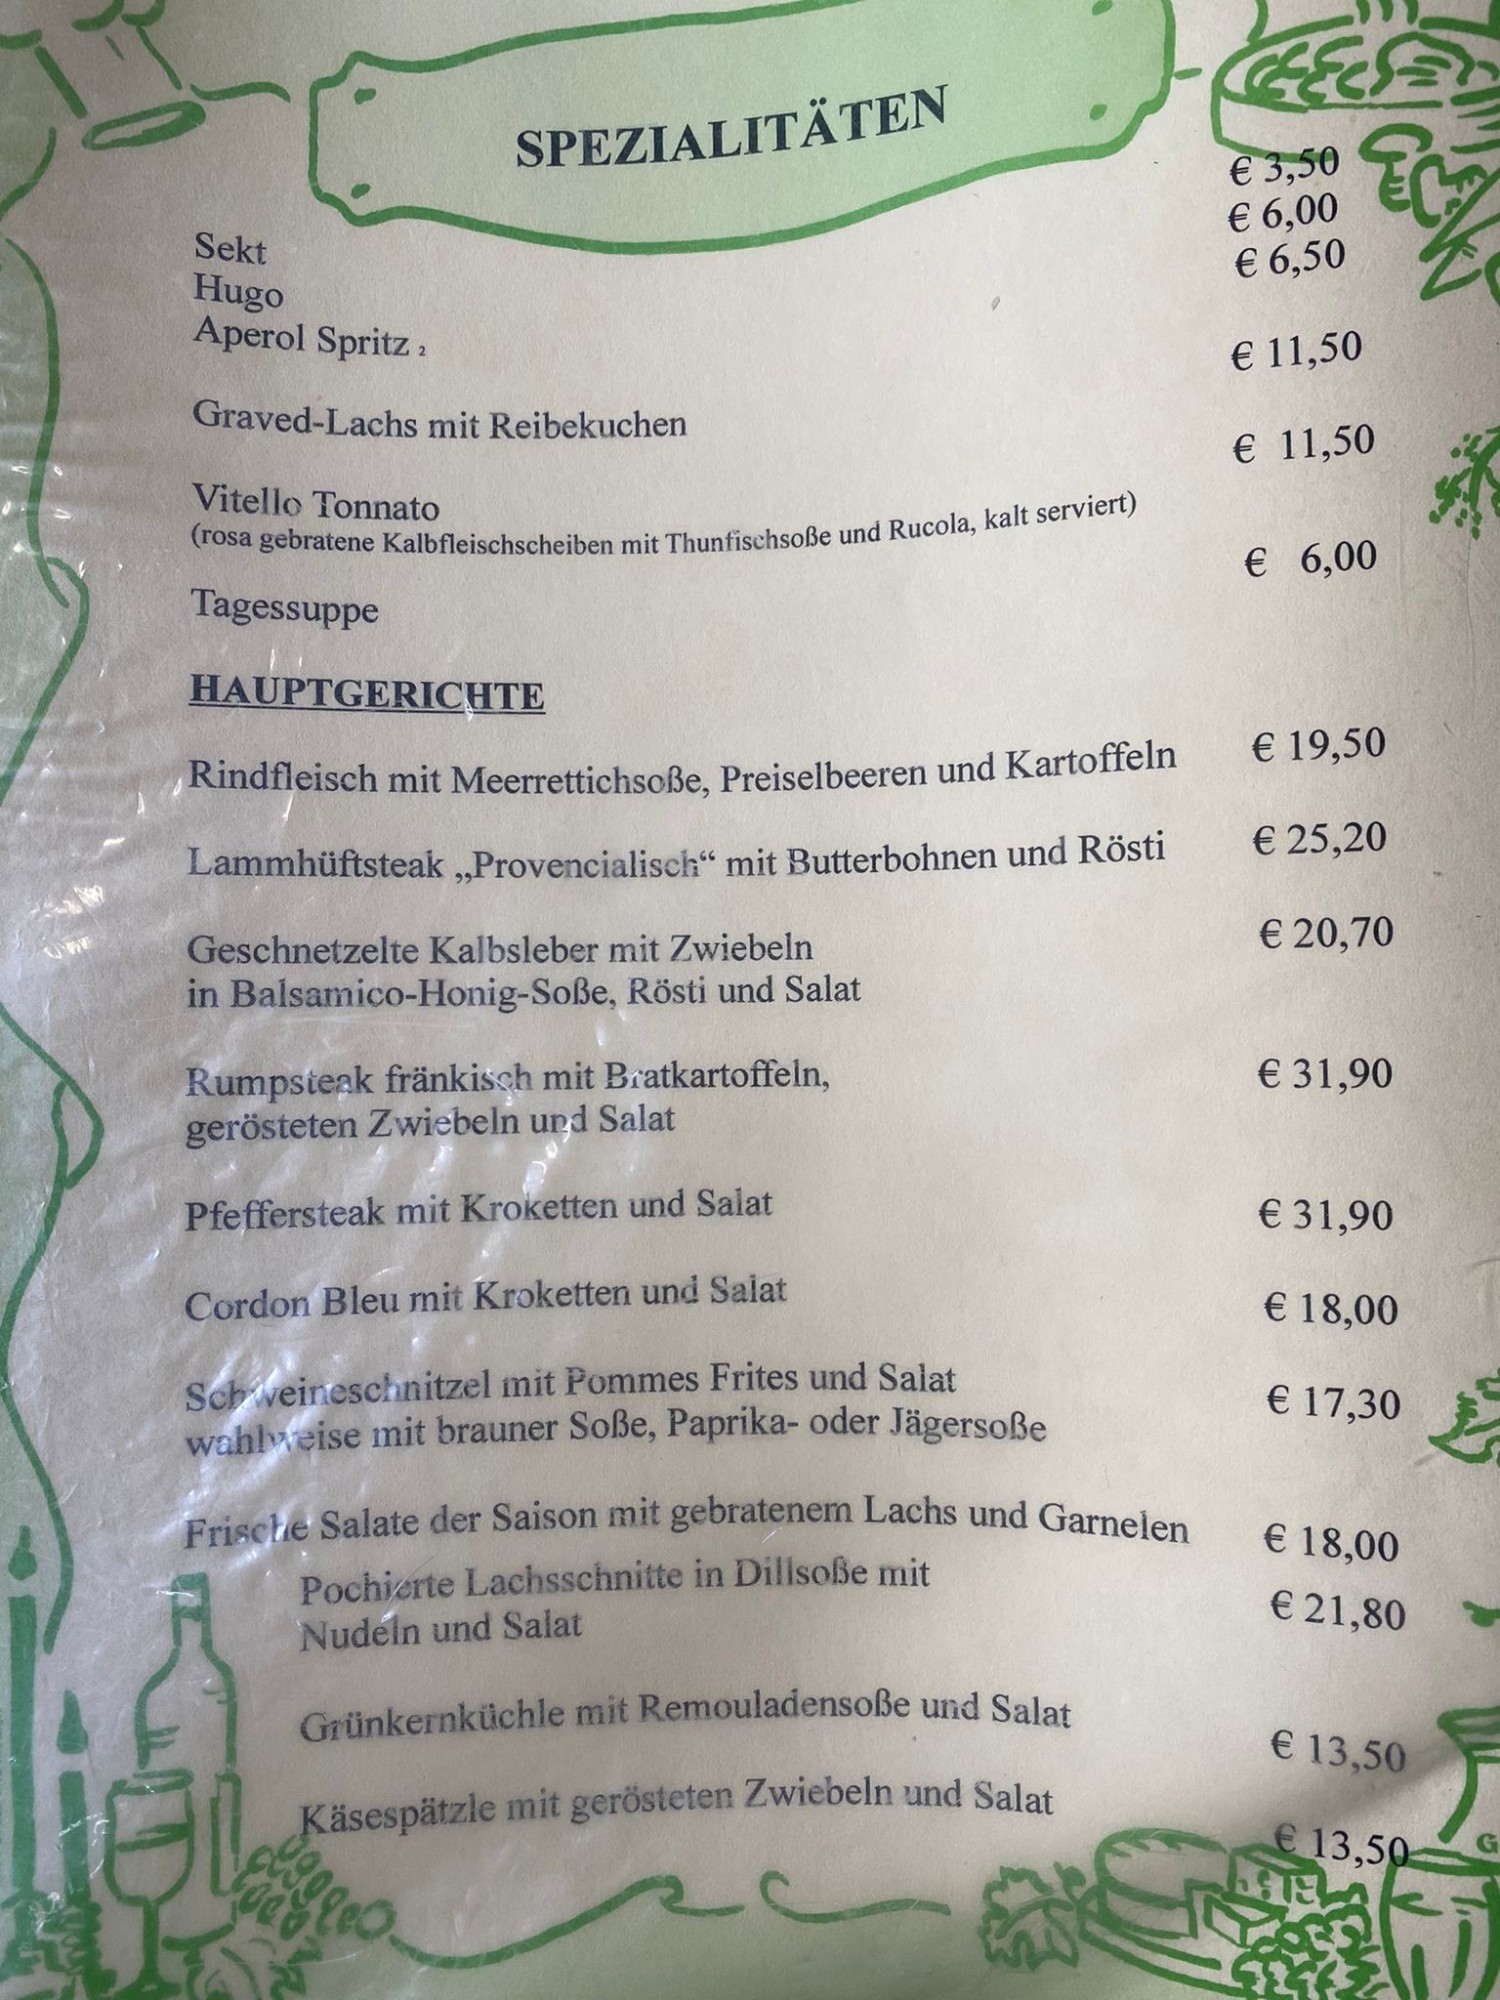 SPEZIALITÄTEN
Sekt € 3,50
Hugo € 6,00
Aperol Spritz 2 € 6,50
Graved-Lachs mit Reibekuchen € 11,50
Vitello Tonnato € 11,50
(rosa gebratene Kalbfleischscheiben mit Thunfischsoße und Rucola, kalt serviert)
Tagessuppe € 6,00
HAUPTGERICHTE
Rindfleisch mit Meerrettichsoße, Preiselbeeren und Kartoffeln € 19,50
Lammhüftsteak „Provencialisch“ mit Butterbohnen und Rösti € 25,20
Geschnetzelte Kalbsleber mit Zwiebeln € 20,70
in Balsamico-Honig-Soße, Rösti und Salat
Rumpsteak fränkisch mit Bratkartoffeln, € 31,90
gerösteten Zwiebeln und Salat
Pfeffersteak mit Kroketten und Salat € 31,90
Cordon Bleu mit Kroketten und Salat € 18,00
Schweineschnitzel mit Pommes Frites und Salat € 17,30
wahlweise mit brauner Soße, Paprika- oder Jägersoße
Frische Salate der Saison mit gebratenem Lachs und Garnelen € 18,00
Pochierte Lachsschnitte in Dillsoße mit € 21,80
Nudeln und Salat
Grünkernküchle mit Remouladensoße und Salat € 13,50
Käsespätzle mit gerösteten Zwiebeln und Salat € 13,50